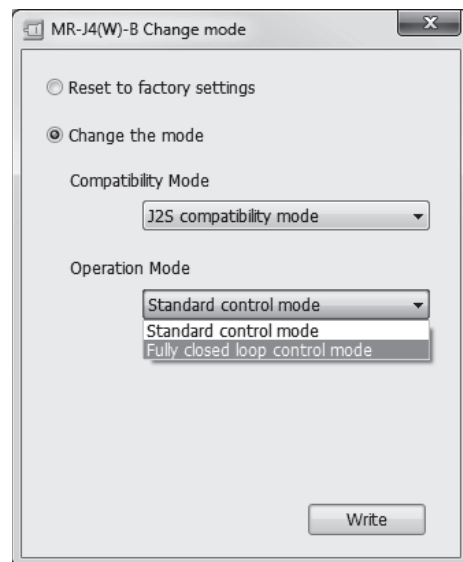 MR-J4(W)-B Change mode
X
Reset to factory settings
Change the mode
Compatibility Mode
J2S compatibility mode
Operation Mode
Standard control mode
Standard control mode
Fully closed loop control mode
Write